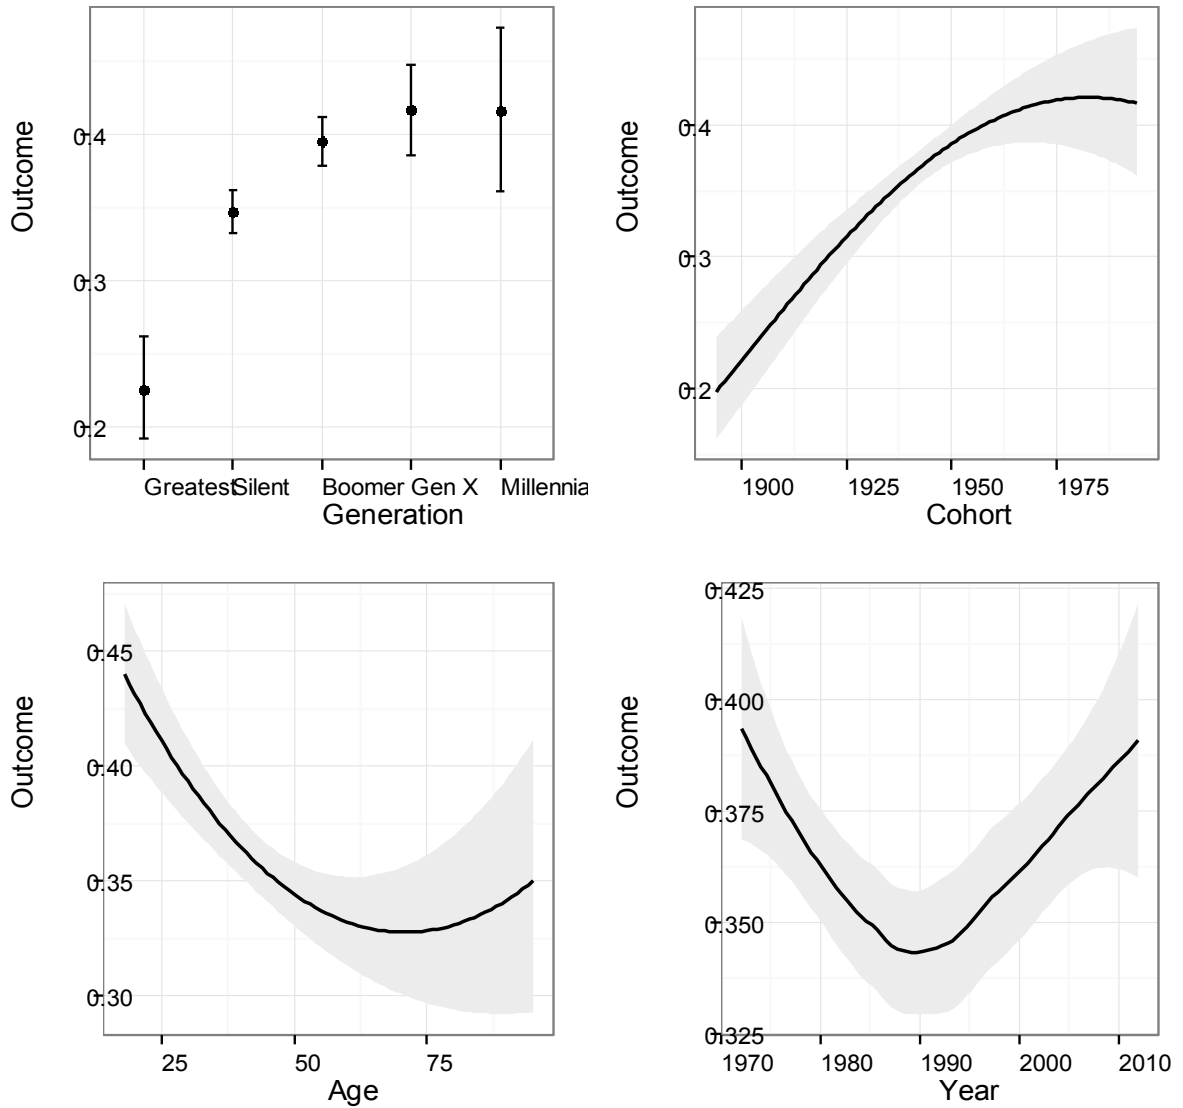 Outcome
0.4
0.3
0.2
Greatest Silent Boomer Gen X Millennia
Generation
Outcome
0.4
0.3
0.2
1900 1925 1950 1975
Cohort
Outcome
0.45
0.40
0.35
0.30
25 50 75
Age
Outcome
0.425
0.400
0.375
0.350
0.325
1970 1980 1990 2000 2010
Year